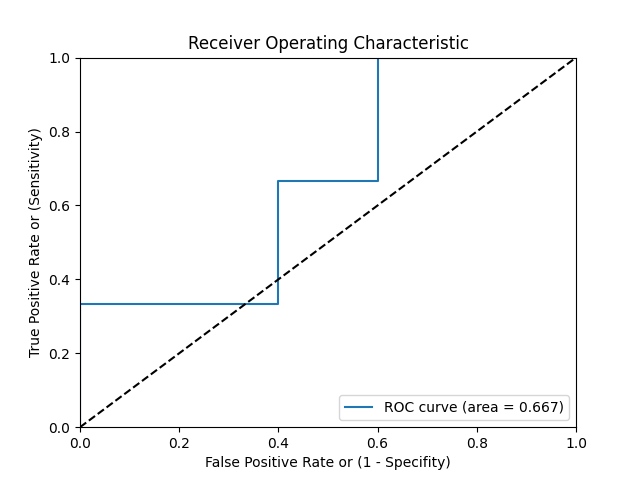 Receiver Operating Characteristic
1.0
0.8
0.6
0.4
0.2
0.0
True Positive Rate or (Sensitivity)
ROC curve (area = 0.667)
0.0 0.2 0.4 0.6 0.8 1.0
False Positive Rate or (1 - Specifity)